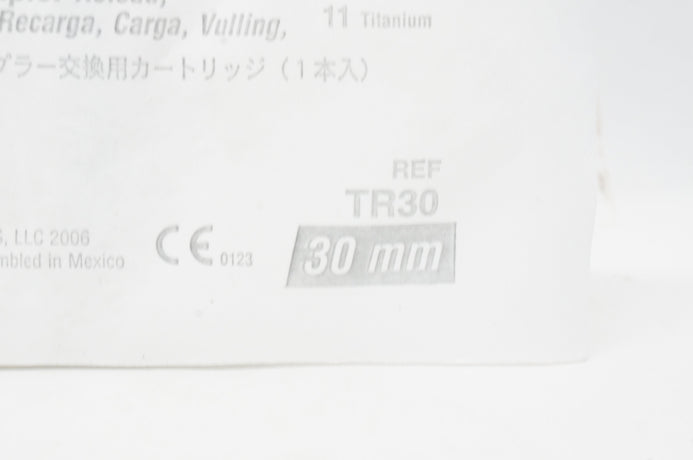 Recarga, Carga, Vulling,
11 Titanium
プラー交換用カートリッジ（1本入）
REF
TR30
30 mm
, LLC 2006
mbled in Mexico
CE 0123